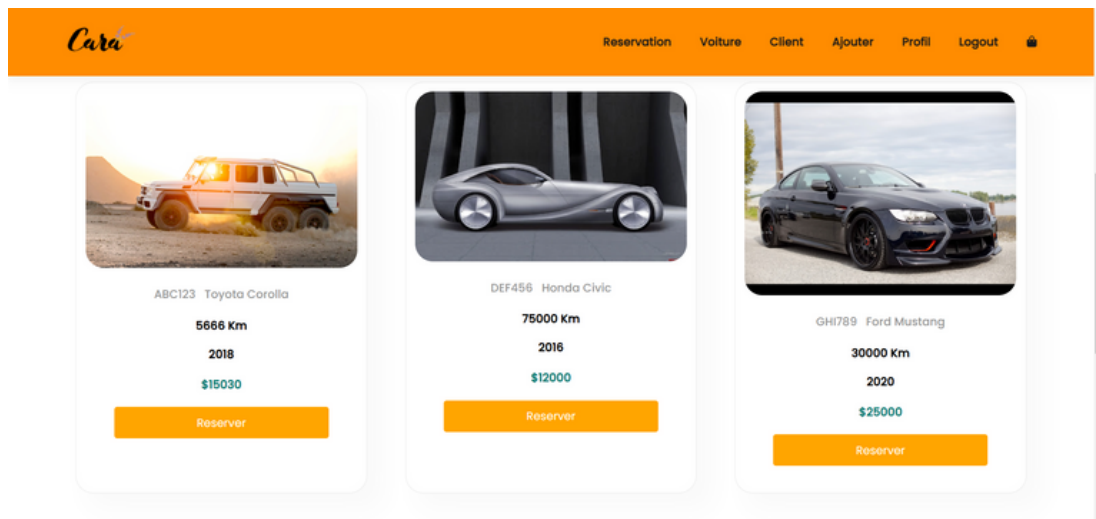 Cara
Reservation Voiture Client Ajouter Profil Logout
ABC123 Toyota Corolla
5666 Km
2018
$15030
Reserver
DEF456 Honda Civic
75000 Km
2016
$12000
Reserver
GHI789 Ford Mustang
30000 Km
2020
$25000
Reserver